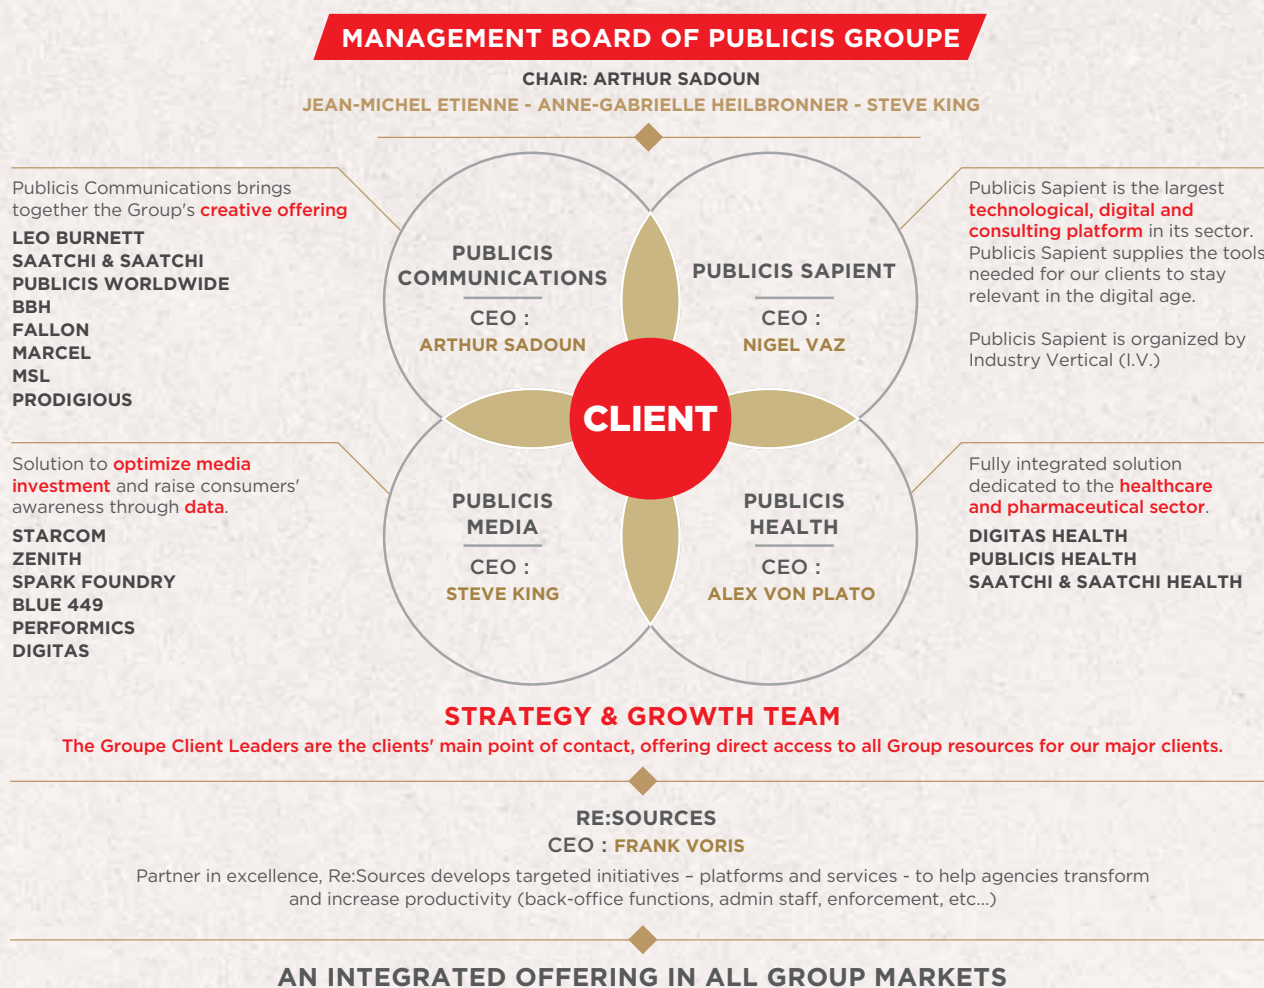 MANAGEMENT BOARD OF PUBLICIS GROUPE
CHAIR: ARTHUR SADOUN
JEAN-MICHEL ETIENNE - ANNE-GABRIELLE HEILBRONNER - STEVE KING
Publicis Communications brings
together the Group's creative offering
LEO BURNETT
SAATCHI & SAATCHI
PUBLICIS WORLDWIDE
BBH
FALLON
MARCEL
MSL
PRODIGIOUS
PUBLICIS
COMMUNICATIONS
CEO :
ARTHUR SADOUN
PUBLICIS SAPIENT
CEO :
NIGEL VAZ
Publicis Sapient is the largest
technological, digital and
consulting platform in its sector.
Publicis Sapient supplies the tools
needed for our clients to stay
relevant in the digital age.
Publicis Sapient is organized by
Industry Vertical (I.V.)
CLIENT
Solution to optimize media
investment and raise consumers'
awareness through data.
STARCOM
ZENITH
SPARK FOUNDRY
BLUE 449
PERFORMICS
DIGITAS
PUBLICIS
MEDIA
CEO :
STEVE KING
PUBLICIS
HEALTH
CEO :
ALEX VON PLATO
Fully integrated solution
dedicated to the healthcare
and pharmaceutical sector.
DIGITAS HEALTH
PUBLICIS HEALTH
SAATCHI & SAATCHI HEALTH
STRATEGY & GROWTH TEAM
The Groupe Client Leaders are the clients' main point of contact, offering direct access to all Group resources for our major clients.
RE:SOURCES
CEO : FRANK VORIS
Partner in excellence, Re:Sources develops targeted initiatives – platforms and services - to help agencies transform
and increase productivity (back-office functions, admin staff, enforcement, etc...)
AN INTEGRATED OFFERING IN ALL GROUP MARKETS